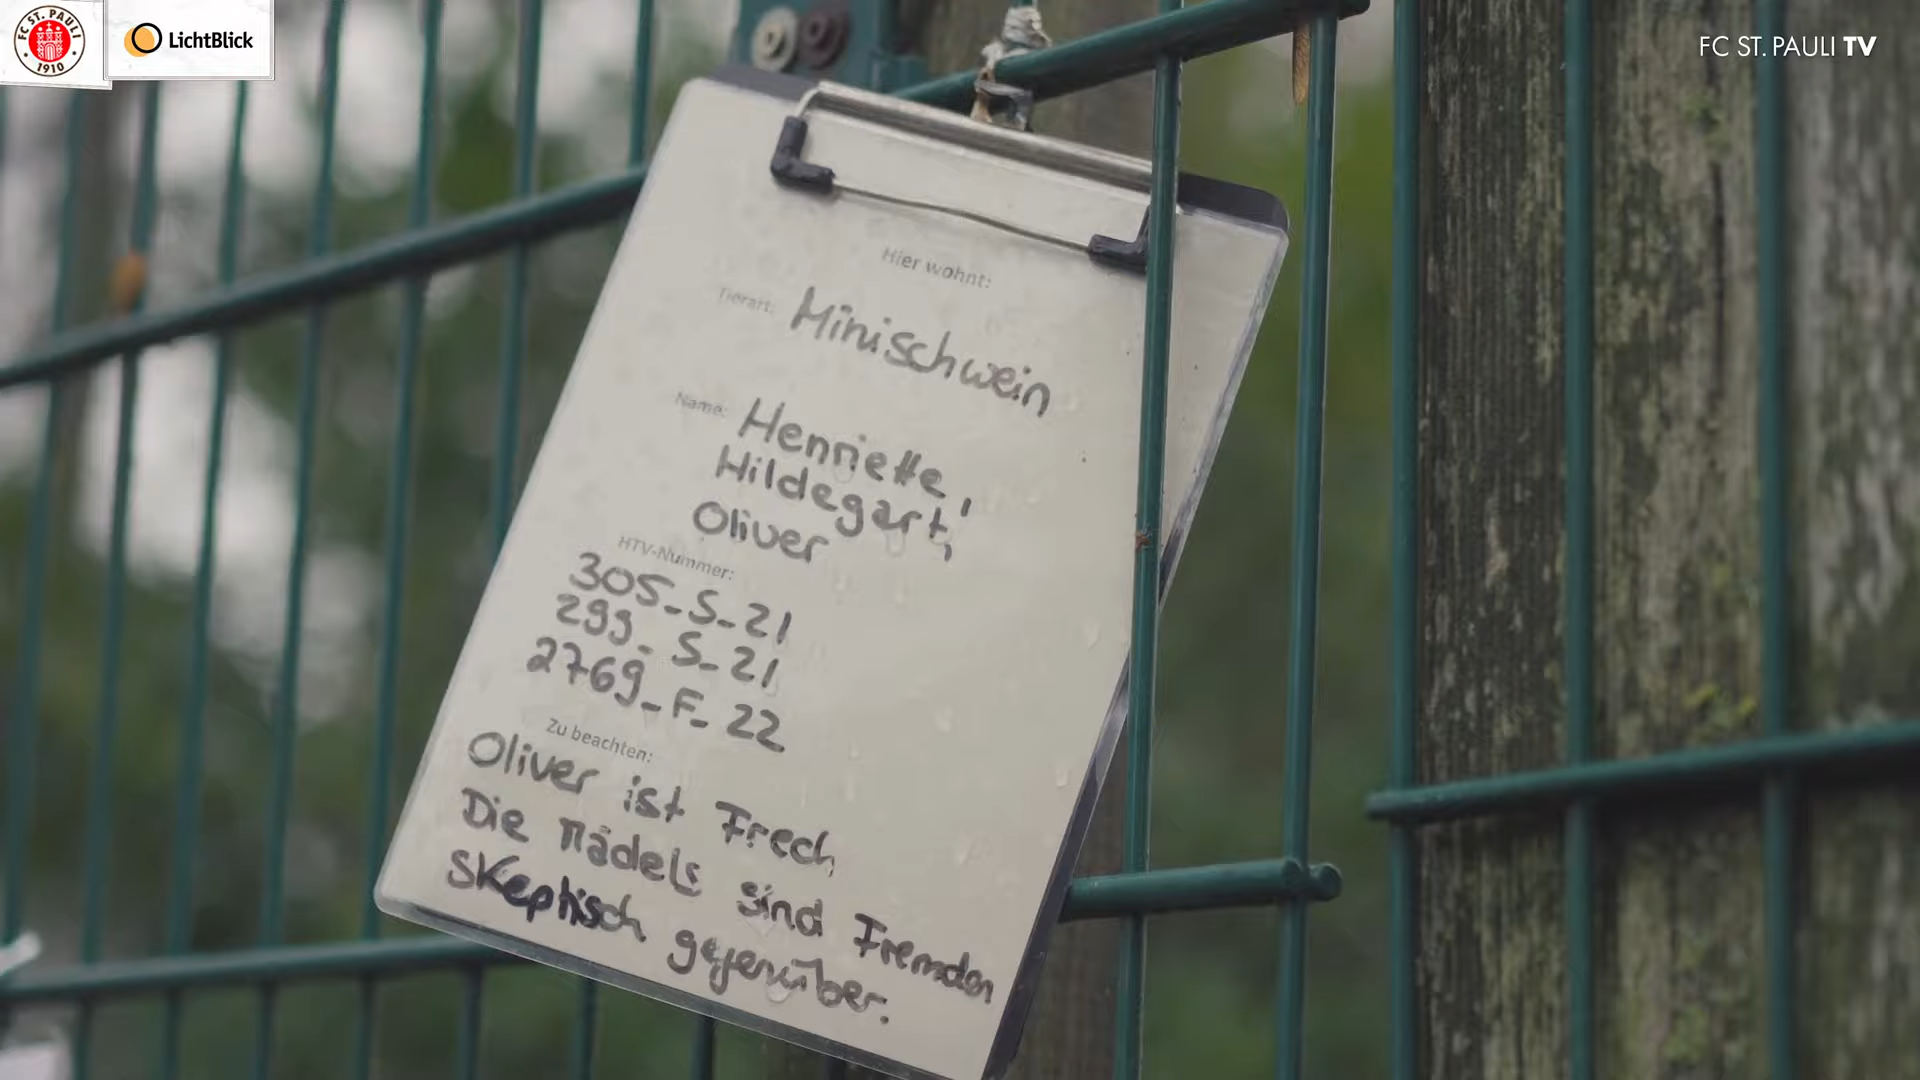 FC ST. PAULI
1910
LichtBlick
FC ST. PAULI TV
Hier wohnt:
Tierart: Minischwein
Name: Henriette,
Hildegart,
Oliver
HTV-Nummer:
305-S-21
299-S-21
2769-F-22
Zu beachten:
Oliver ist Frech,
Die Mädels sind Fremden
Skeptisch gegenüber.